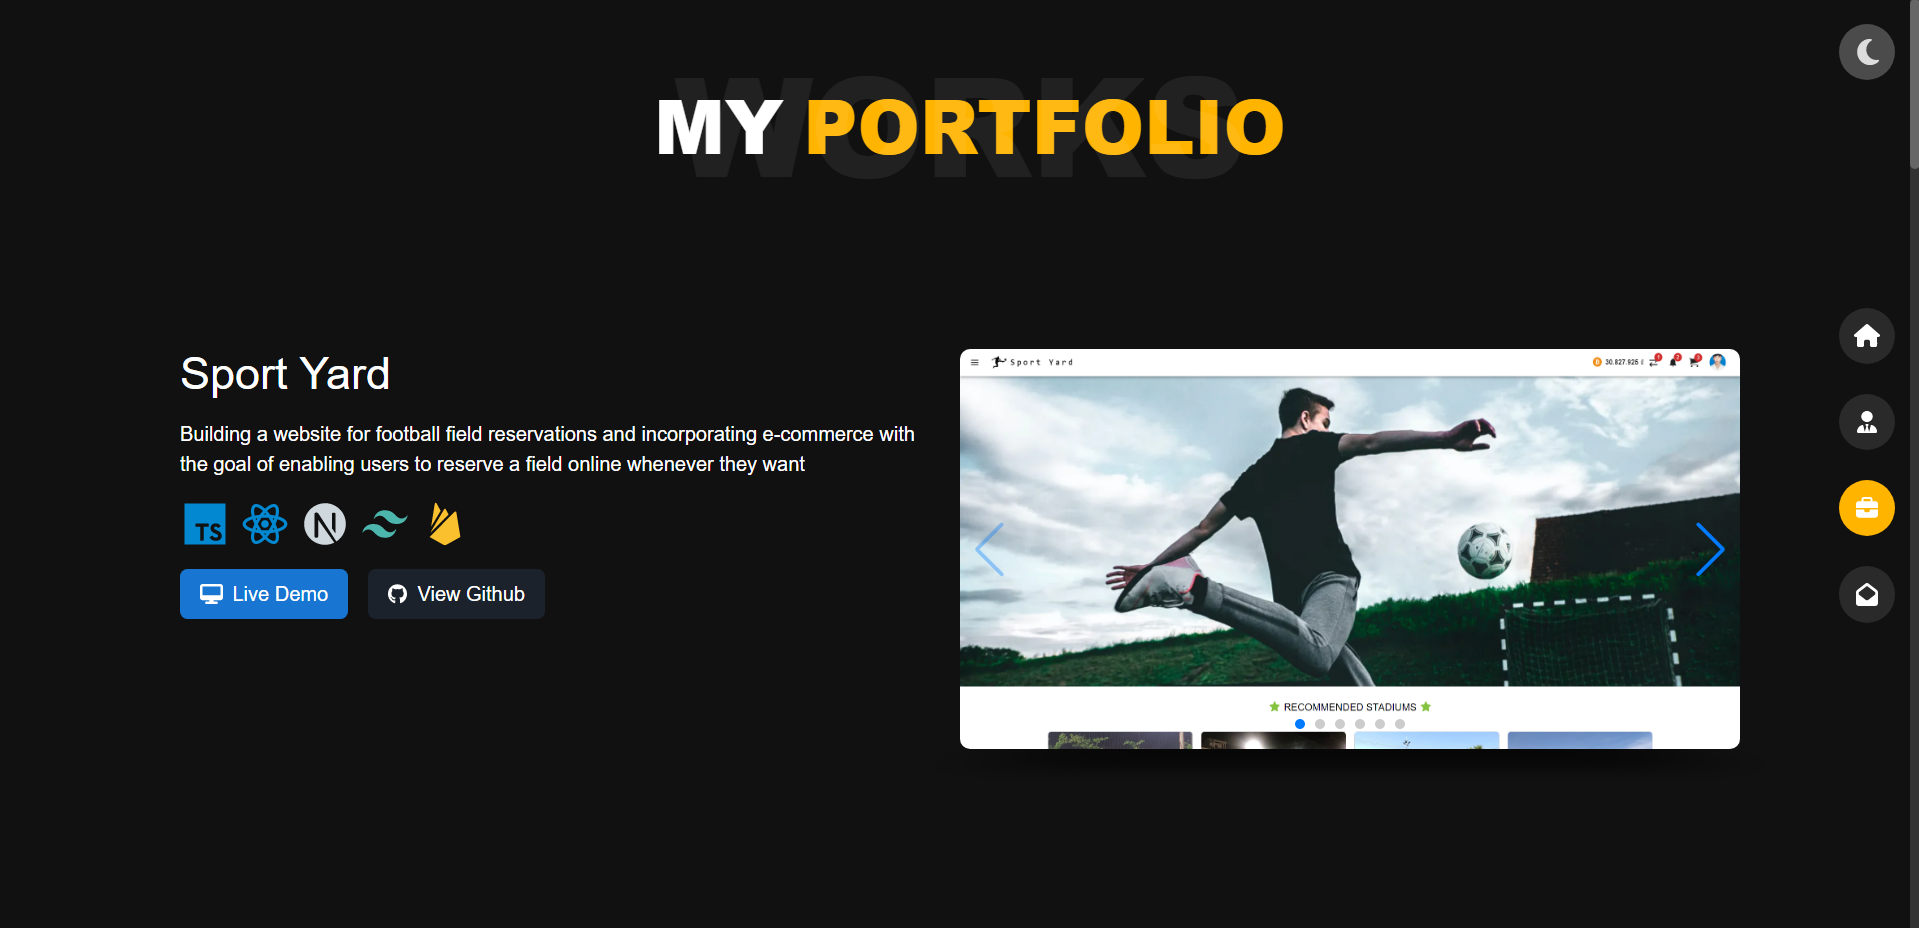 WORKS
MY PORTFOLIO
Sport Yard
Building a website for football field reservations and incorporating e-commerce with
the goal of enabling users to reserve a field online whenever they want
TS
N
Live Demo
View Github
Sport Yard
30.827.925 đ
RECOMMENDED STADIUMS